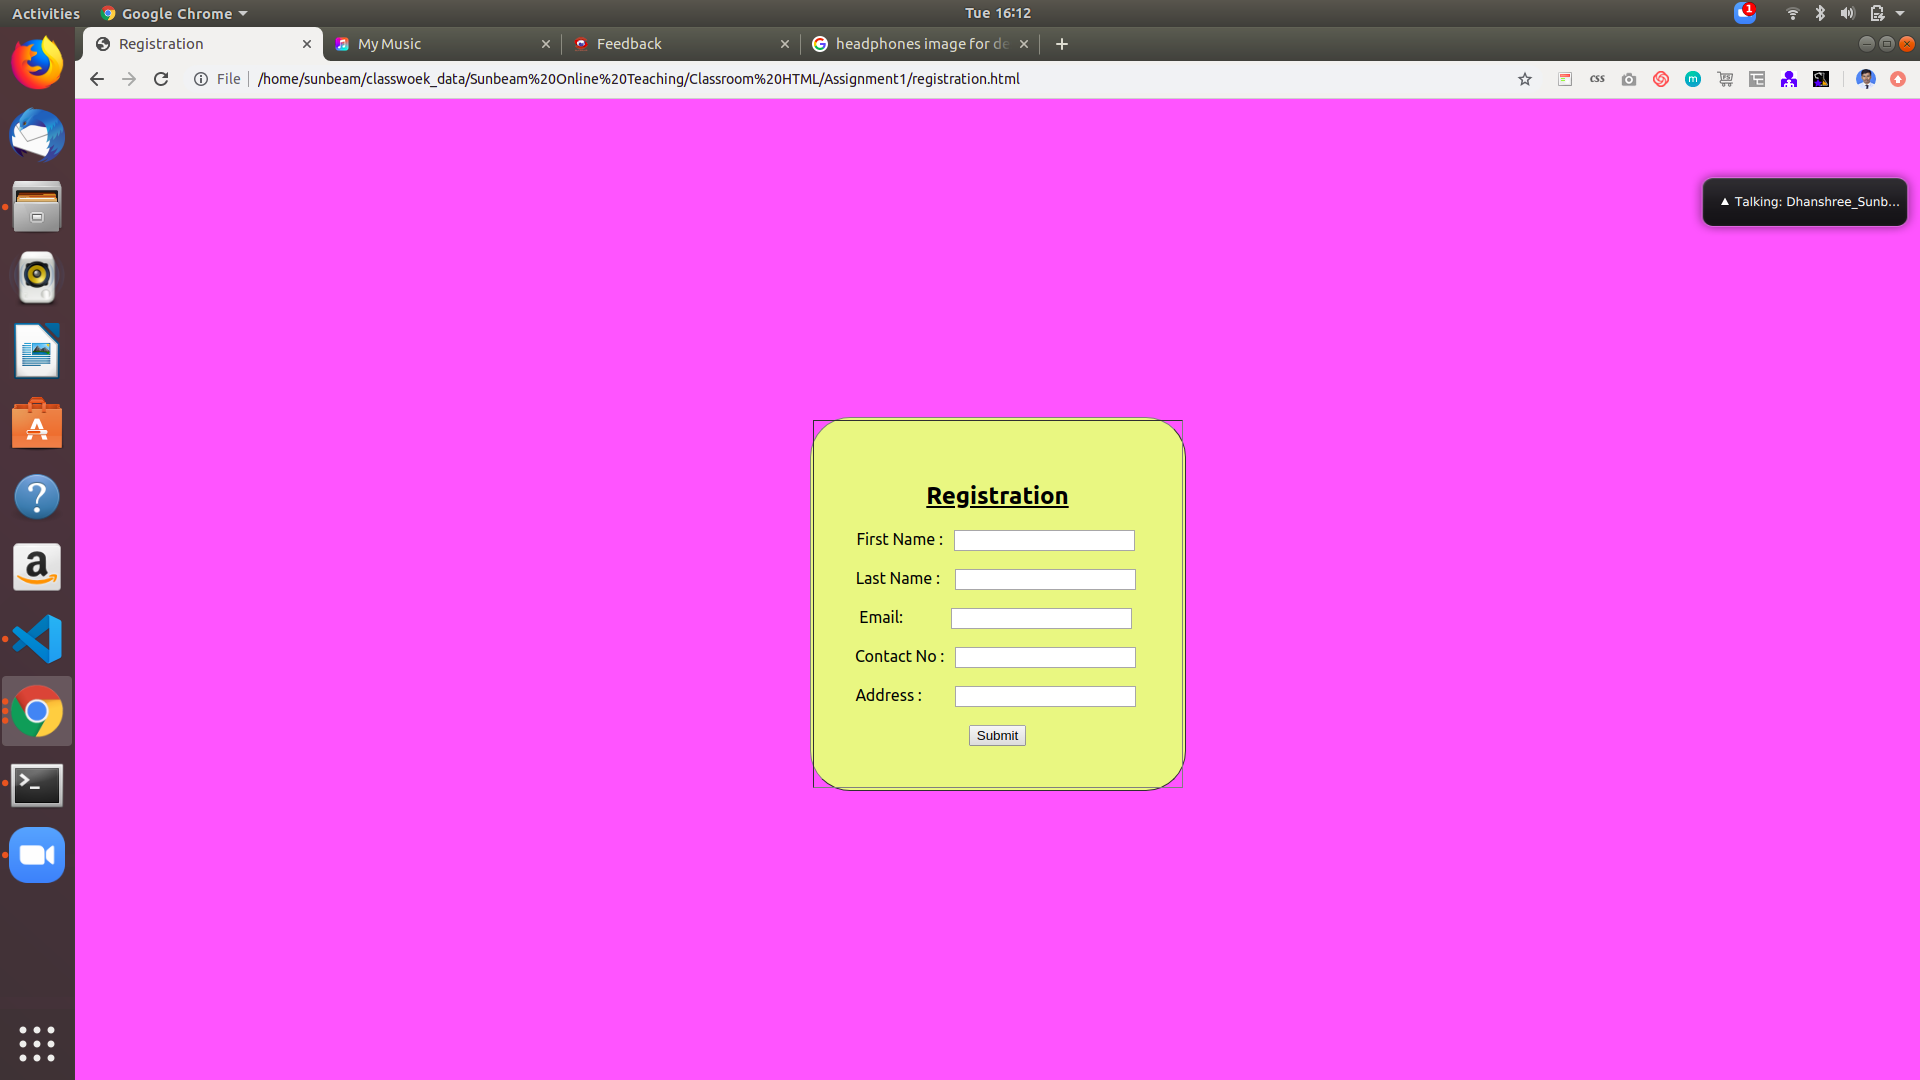 Activities Google Chrome Tue 16:12 1
Registration My Music Feedback headphones image for de
File /home/sunbeam/classwoek_data/Sunbeam%20Online%20Teaching/Classroom%20HTML/Assignment1/registration.html css
Talking: Dhanshree_Sunb...
Registration
First Name :
Last Name :
Email:
Contact No :
Address :
Submit